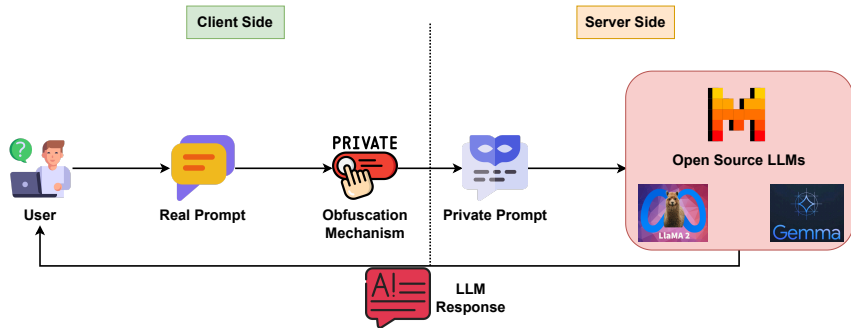 Client Side
Server Side
PRIVATE
Open Source LLMs
User
Real Prompt
Obfuscation
Mechanism
Private Prompt
LlaMA 2
Gemma
?
AI!
LLM
Response